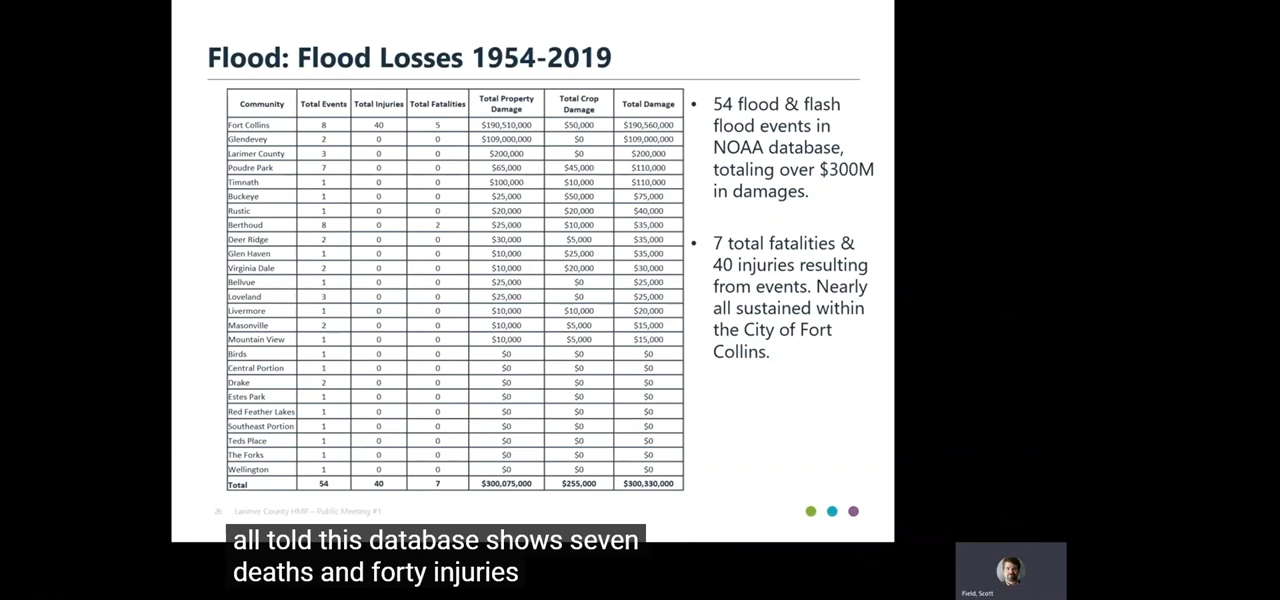 Flood: Flood Losses 1954-2019
Community Total Events Total Injuries Total Fatalities Total Property Damage Total Crop Damage Total Damage
Fort Collins 8 40 5 $190,510,000 $50,000 $190,560,000
Glendevey 2 0 0 $109,000,000 $0 $109,000,000
Larimer County 3 0 0 $200,000 $0 $200,000
Poudre Park 7 0 0 $65,000 $45,000 $110,000
Timnath 1 0 0 $100,000 $10,000 $110,000
Buckeye 1 0 0 $25,000 $50,000 $75,000
Rustic 1 0 0 $20,000 $20,000 $40,000
Berthoud 8 0 2 $25,000 $10,000 $35,000
Deer Ridge 2 0 0 $30,000 $5,000 $35,000
Glen Haven 1 0 0 $10,000 $25,000 $35,000
Virginia Dale 2 0 0 $10,000 $20,000 $30,000
Bellvue 1 0 0 $25,000 $0 $25,000
Loveland 3 0 0 $25,000 $0 $25,000
Livermore 1 0 0 $10,000 $10,000 $20,000
Masonville 2 0 0 $10,000 $5,000 $15,000
Mountain View 1 0 0 $10,000 $5,000 $15,000
Birds 1 0 0 $0 $0 $0
Central Portion 1 0 0 $0 $0 $0
Drake 2 0 0 $0 $0 $0
Estes Park 1 0 0 $0 $0 $0
Red Feather Lakes 1 0 0 $0 $0 $0
Southeast Portion 1 0 0 $0 $0 $0
Teds Place 1 0 0 $0 $0 $0
The Forks 1 0 0 $0 $0 $0
Wellington 1 0 0 $0 $0 $0
Total 54 40 7 $300,075,000 $255,000 $300,330,000
• 54 flood & flash
flood events in
NOAA database,
totaling over $300M
in damages.
• 7 total fatalities &
40 injuries resulting
from events. Nearly
all sustained within
the City of Fort
Collins.
26 Larimer County HMP – Public Meeting #1
all told this database shows seven
deaths and forty injuries
Field, Scott